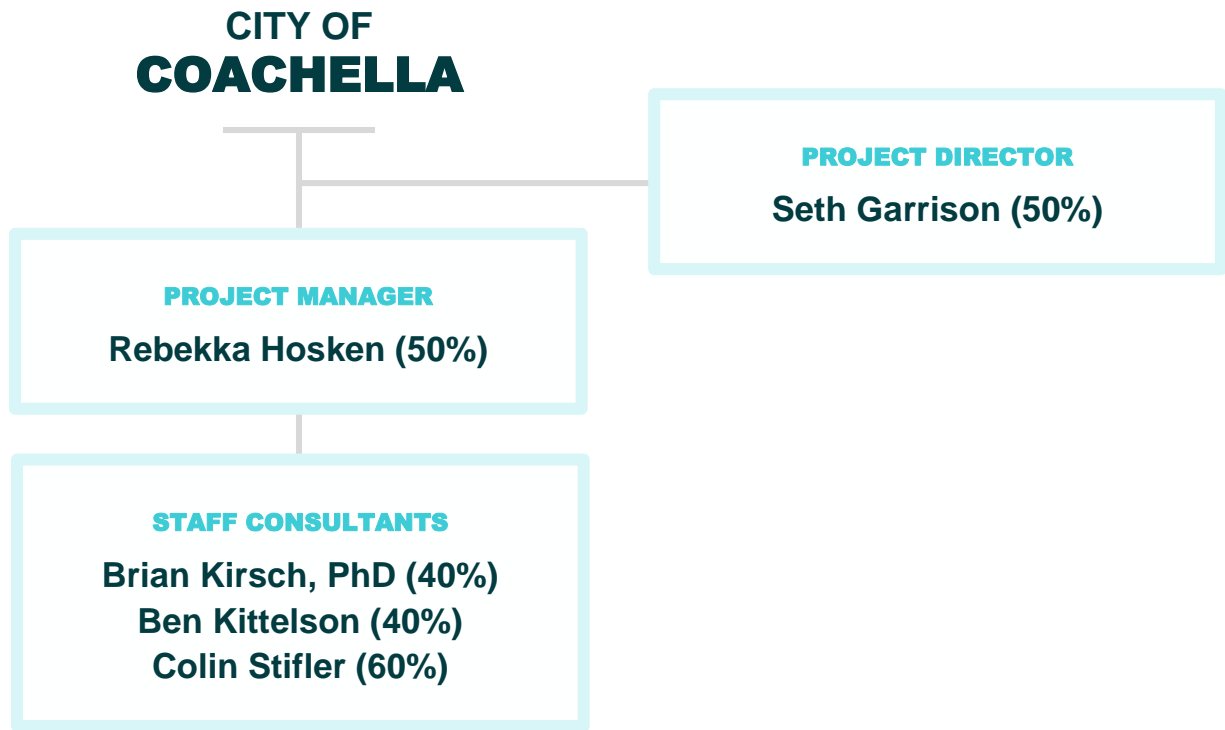 CITY OF
COACHELLA
PROJECT DIRECTOR
Seth Garrison (50%)
PROJECT MANAGER
Rebekka Hosken (50%)
STAFF CONSULTANTS
Brian Kirsch, PhD (40%)
Ben Kittelson (40%)
Colin Stifler (60%)